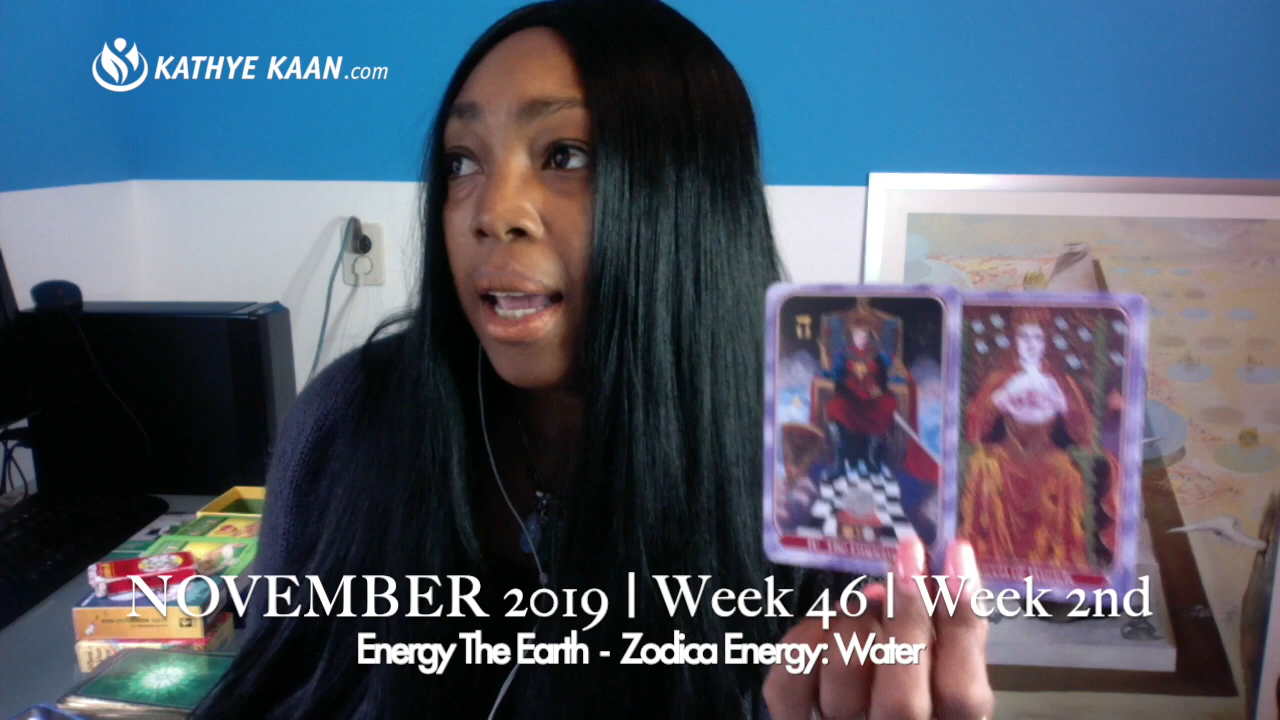 KATHYE KAAN.com
NOVEMBER 2019 | Week 46 | Week 2nd
Energy The Earth - Zodica Energy: Water